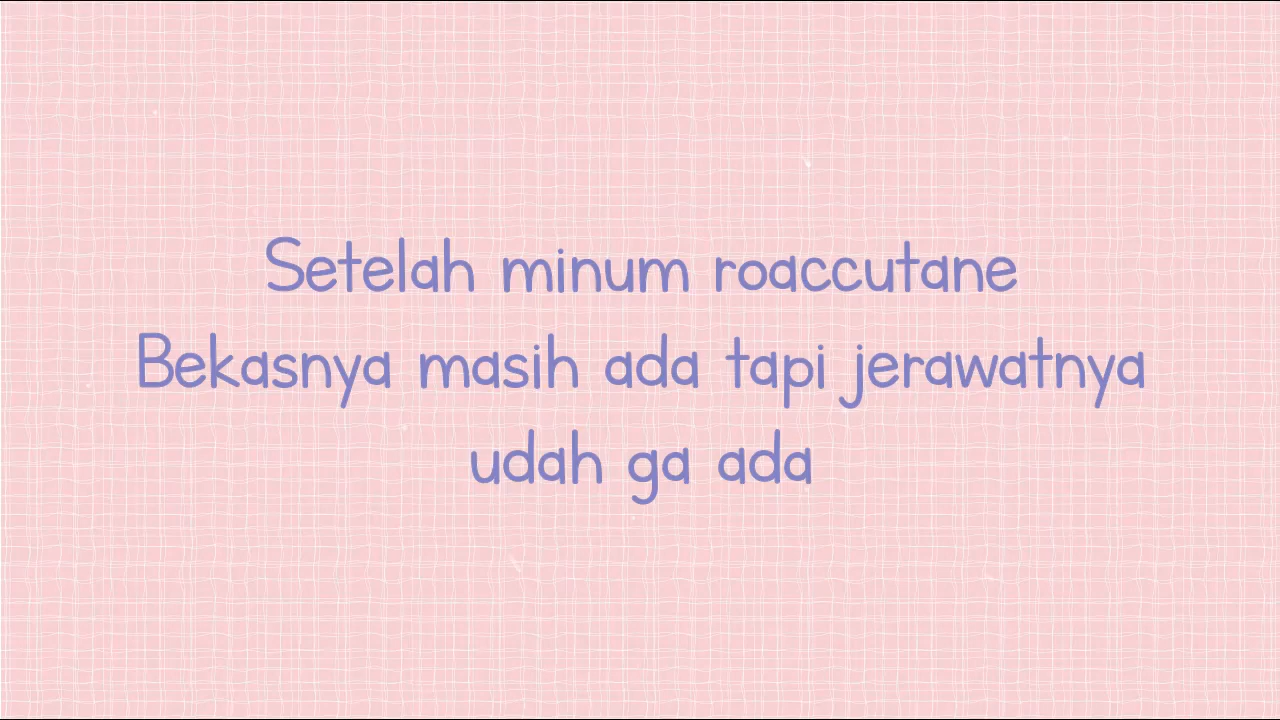 Setelah minum roaccutane
Bekasnya masih ada tapi jerawatnya
udah ga ada